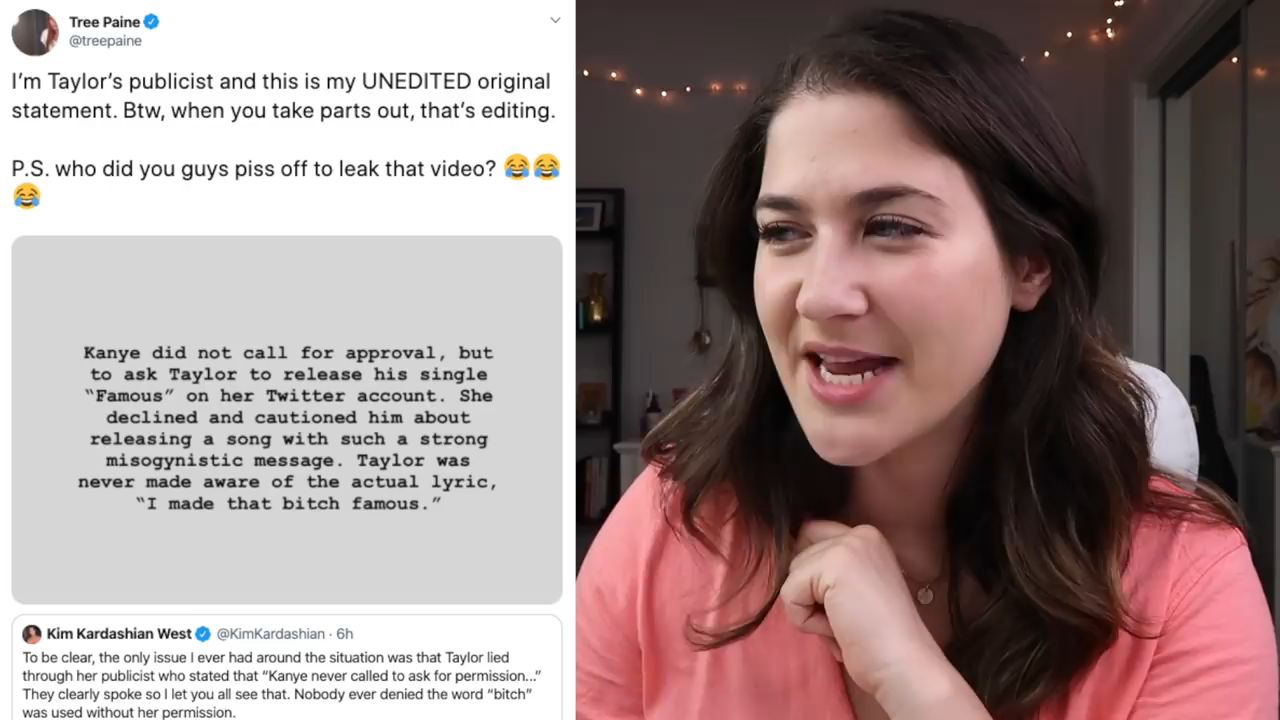 Tree Paine
@treepaine
I'm Taylor's publicist and this is my UNEDITED original
statement. Btw, when you take parts out, that's editing.
P.S. who did you guys piss off to leak that video? 😂😂
😂
Kanye did not call for approval, but
to ask Taylor to release his single
"Famous" on her Twitter account. She
declined and cautioned him about
releasing a song with such a strong
misogynistic message. Taylor was
never made aware of the actual lyric,
"I made that bitch famous."
Kim Kardashian West @KimKardashian · 6h
To be clear, the only issue I ever had around the situation was that Taylor lied
through her publicist who stated that "Kanye never called to ask for permission..."
They clearly spoke so I let you all see that. Nobody ever denied the word "bitch"
was used without her permission.